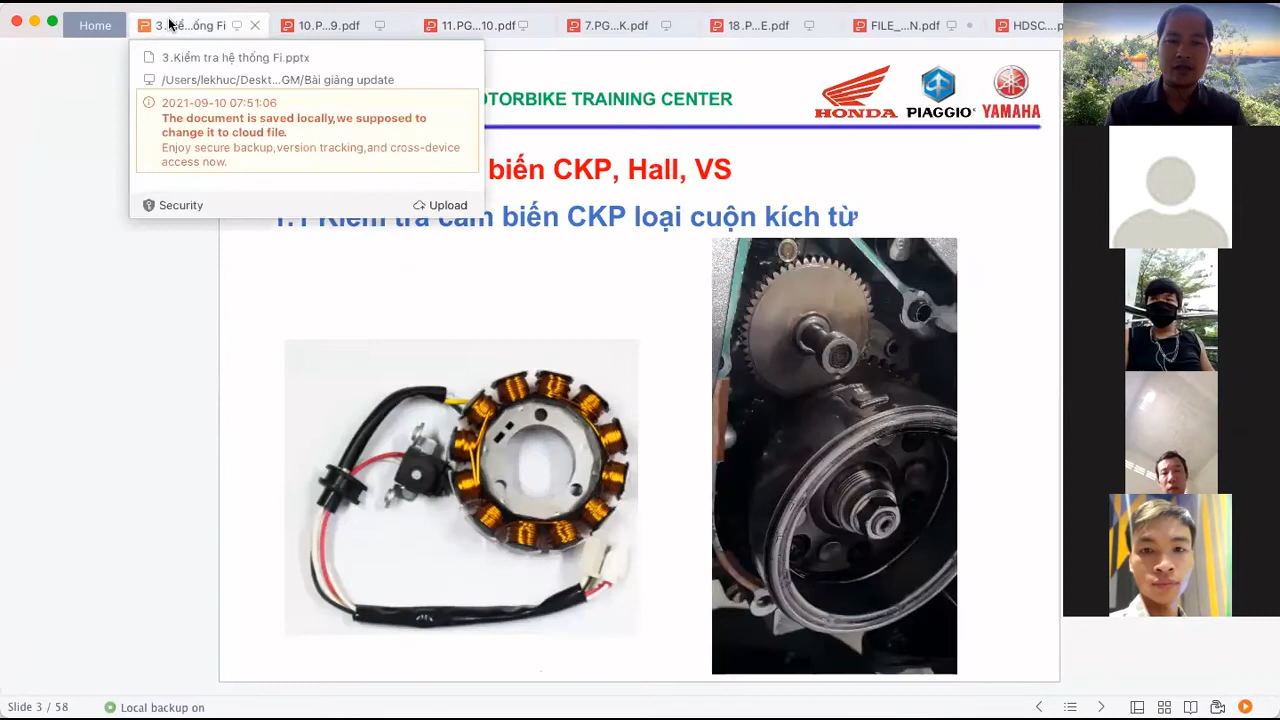 Home
3.Kiể...ống Fi
10.P...9.pdf
11.PG...10.pdf
7.PG...K.pdf
18.P...E.pdf
FILE_...N.pdf
HDSC....p
3.Kiểm tra hệ thống Fi.pptx
/Users/lekhuc/Deskt...GM/Bài giảng update
2021-09-10 07:51:06
The document is saved locally,we supposed to
change it to cloud file.
Enjoy secure backup,version tracking,and cross-device
access now.
Security
Upload
OTORBIKE TRAINING CENTER
HONDA
PIAGGIO
YAMAHA
biến CKP, Hall, VS
1.1 Kiểm tra cảm biến CKP loại cuộn kích từ
Slide 3 / 58
Local backup on